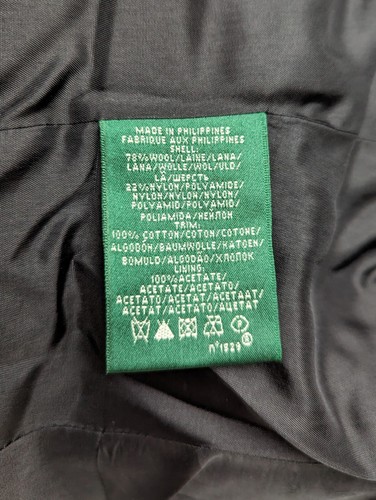 MADE IN PHILIPPINES
FABRIQUE AUX PHILIPPINES
SHELL:
78%WOOL/LAINE/LANA/
LANA/WOLLE/WOL/ULD/
LÃ/ШЕРСТЬ
22%NYLON/POLYAMIDE/
NYLON/NYLON/NYLON/
POLYAMID/POLYAMID/
POLIAMIDA/НЕЙЛОН
TRIM:
100% COTTON/COTON/COTONE/
ALGODÓN/BAUMWOLLE/KATOEN/
BOMULD/ALGODÃO/ХЛОПОК
LINING:
100%ACETATE/
ACETATE/ACETATO/
ACETATO/ACETAT/ACETAAT/
ACETAT/ACETATO/АЦЕТАТ
P
n°1529